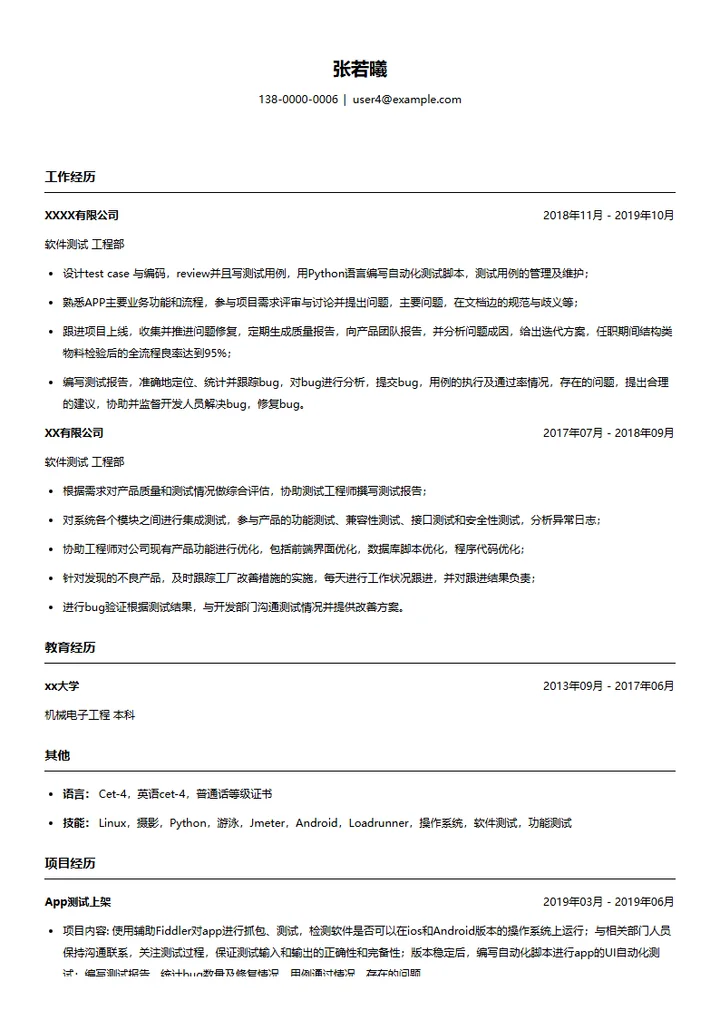 张若曦
138-0000-0006 | user4@example.com
工作经历
XXXX有限公司 2018年11月 - 2019年10月
软件测试 工程部
• 设计test case 与编码，review并且写测试用例，用Python语言编写自动化测试脚本，测试用例的管理及维护；
• 熟悉APP主要业务功能和流程，参与项目需求评审与讨论并提出问题，主要问题，在文档边的规范与歧义等；
• 跟进项目上线，收集并推进问题修复，定期生成质量报告，向产品团队报告，并分析问题成因，给出迭代方案，任职期间结构类
物料检验后的全流程良率达到95%；
• 编写测试报告，准确地定位、统计并跟踪bug，对bug进行分析，提交bug，用例的执行及通过率情况，存在的问题，提出合理
的建议，协助并监督开发人员解决bug，修复bug。
XX有限公司 2017年07月 - 2018年09月
软件测试 工程部
• 根据需求对产品质量和测试情况做综合评估，协助测试工程师撰写测试报告；
• 对系统各个模块之间进行集成测试，参与产品的功能测试、兼容性测试、接口测试和安全性测试，分析异常日志；
• 协助工程师对公司现有产品功能进行优化，包括前端界面优化，数据库脚本优化，程序代码优化；
• 针对发现的不良产品，及时跟踪工厂改善措施的实施，每天进行工作状况跟进，并对跟进结果负责；
• 进行bug验证根据测试结果，与开发部门沟通测试情况并提供改善方案。
教育经历
xx大学 2013年09月 - 2017年06月
机械电子工程 本科
其他
• 语言： Cet-4，英语cet-4，普通话等级证书
• 技能： Linux，摄影，Python，游泳，Jmeter，Android，Loadrunner，操作系统，软件测试，功能测试
项目经历
App测试上架 2019年03月 - 2019年06月
• 项目内容: 使用辅助Fiddler对app进行抓包、测试，检测软件是否可以在ios和Android版本的操作系统上运行；与相关部门人员
保持沟通联系，关注测试过程，保证测试输入和输出的正确性和完备性；版本稳定后，编写自动化脚本进行app的UI自动化测
试；编写测试报告，统计bug数量及修复情况，用例通过情况，存在的问题